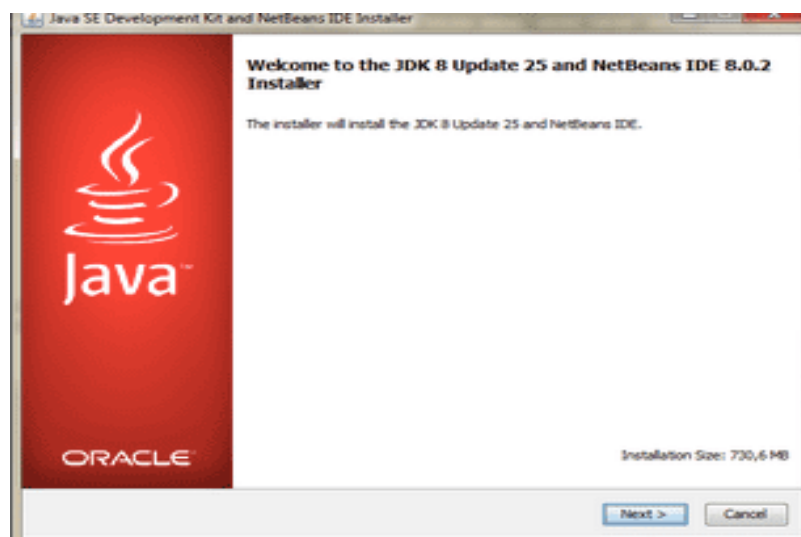 Java SE Development Kit and NetBeans IDE Installer
Welcome to the JDK 8 Update 25 and NetBeans IDE 8.0.2
Installer
The installer will install the JDK 8 Update 25 and NetBeans IDE.
Java™
ORACLE
Installation Size: 730,6 MB
Next >
Cancel